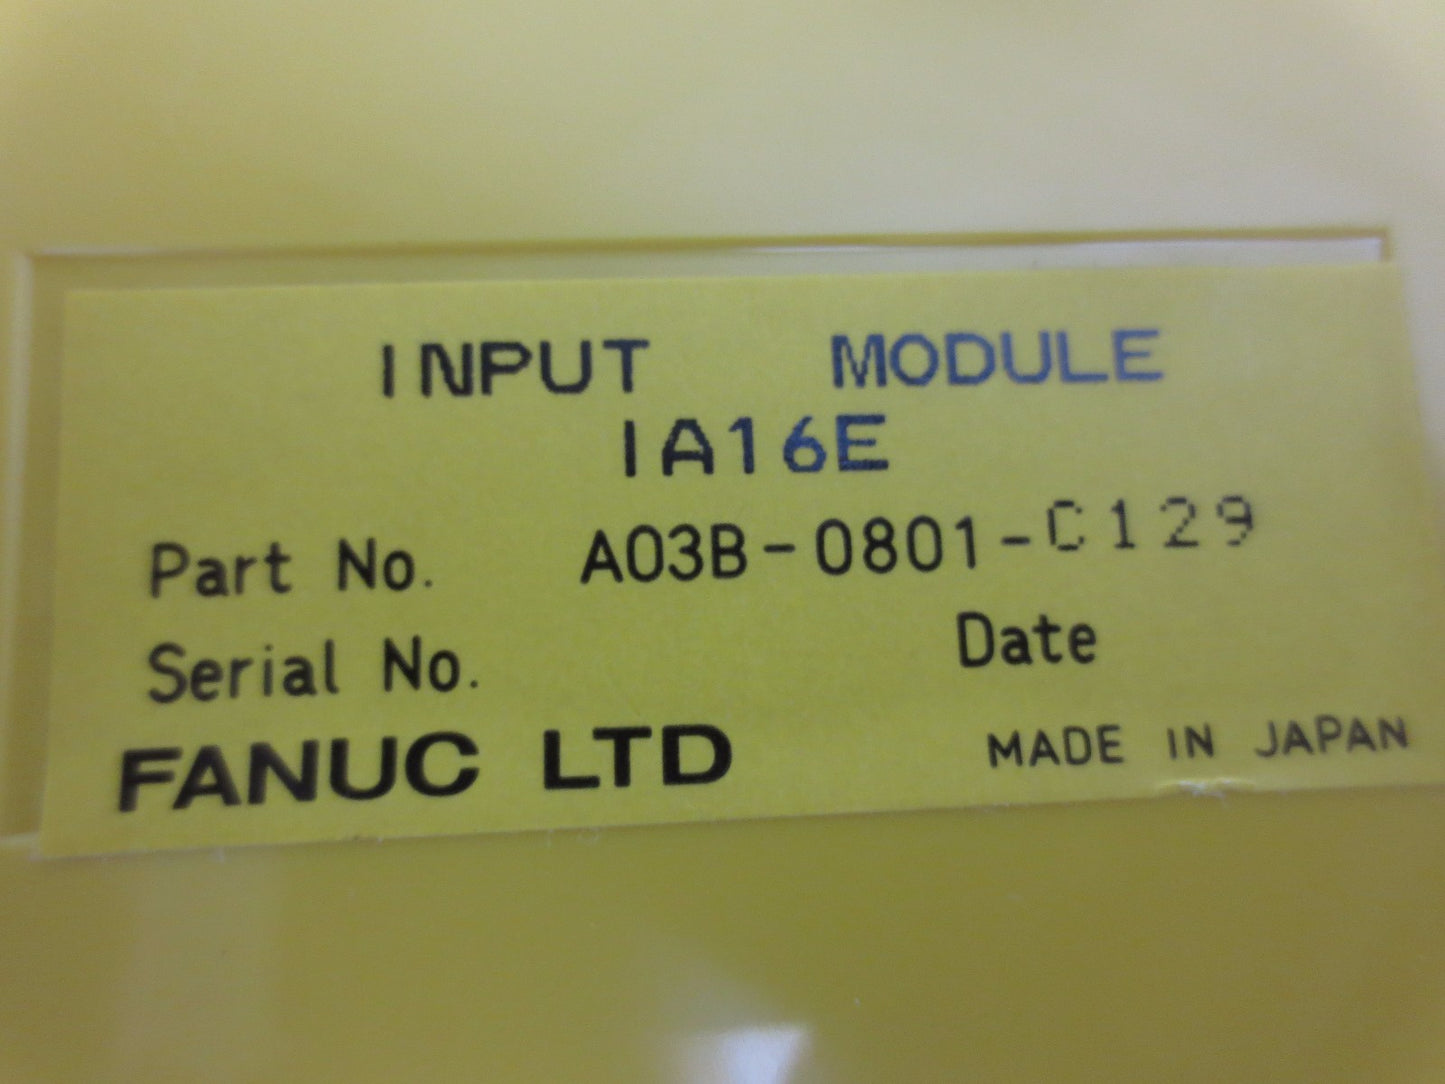 INPUT MODULE
IA16E
Part No. A03B-0801-C129
Serial No. Date
FANUC LTD MADE IN JAPAN